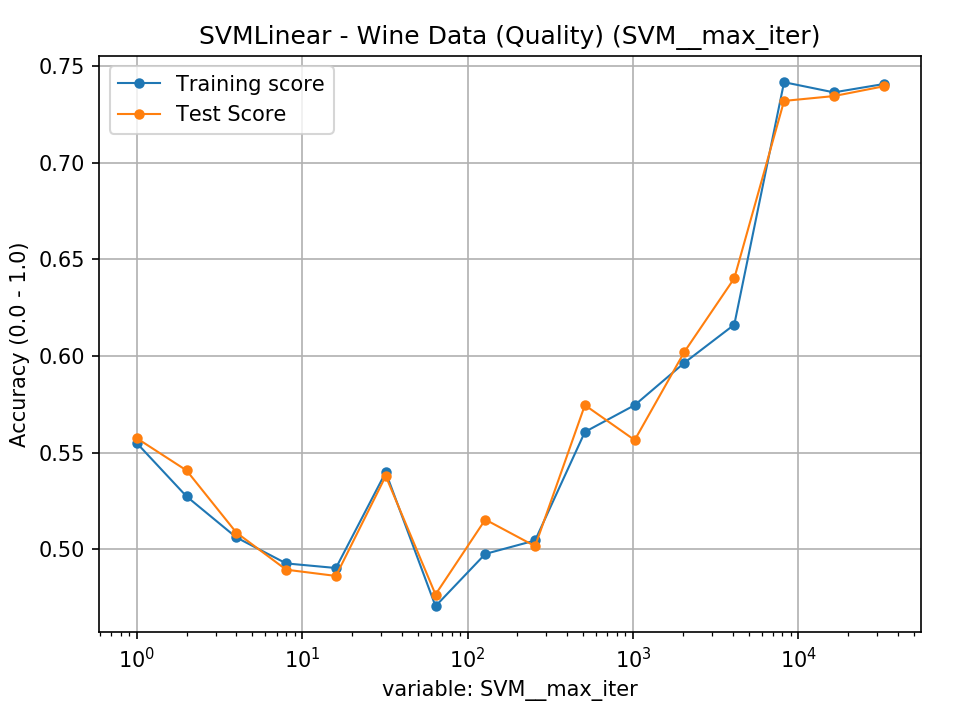 SVMLinear - Wine Data (Quality) (SVM__max_iter)
Training score
Test Score
Accuracy (0.0 - 1.0)
0.75
0.70
0.65
0.60
0.55
0.50
10⁰ 10¹ 10² 10³ 10⁴
variable: SVM__max_iter